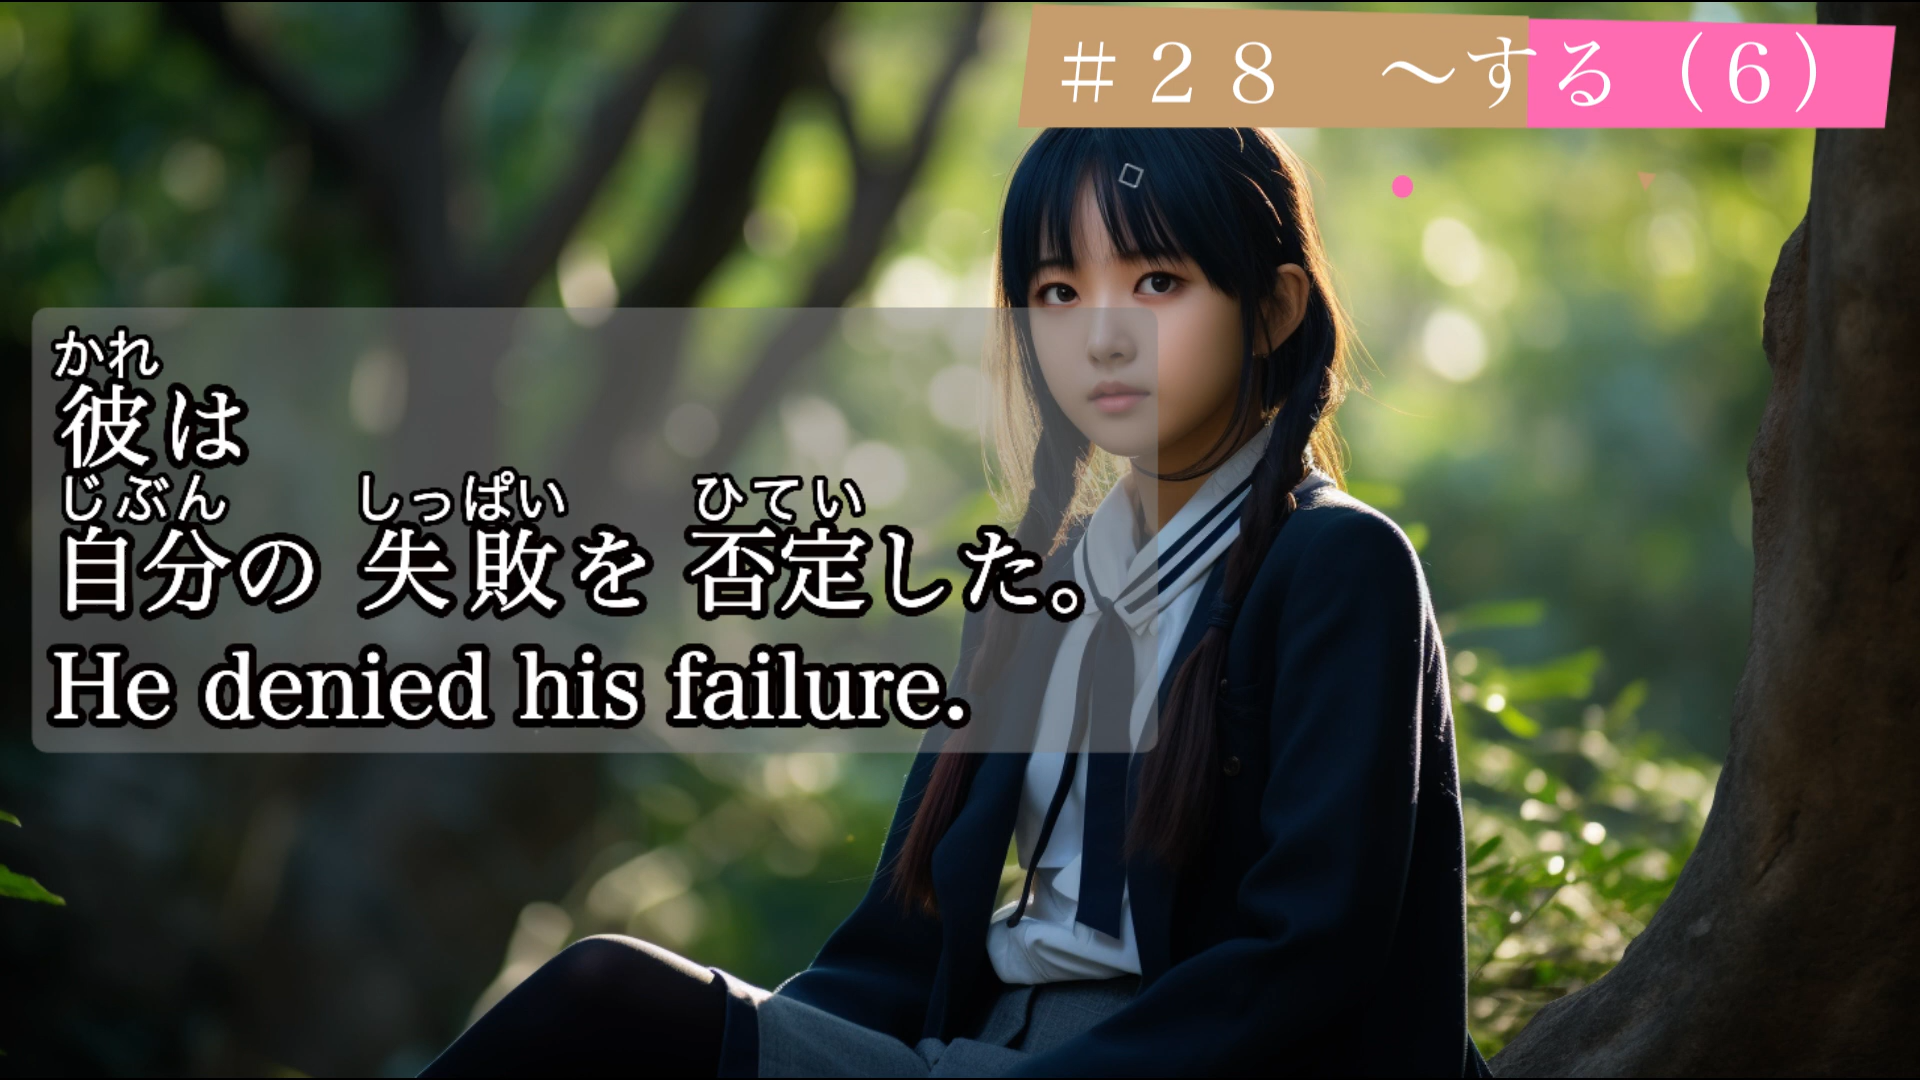 ＃２８　～する（６）
かれ
彼は
じぶん しっぱい ひてい
自分の 失敗を 否定した。
He denied his failure.